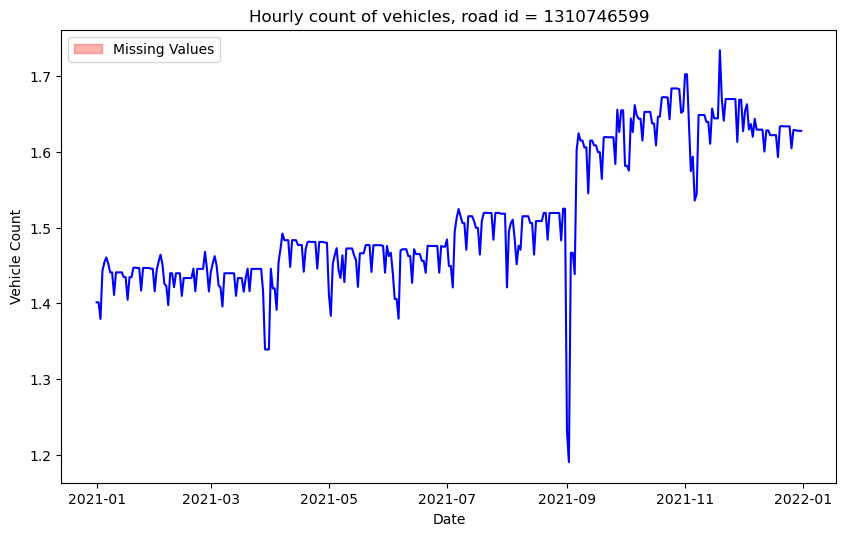 Hourly count of vehicles, road id = 1310746599
Missing Values
1.7
1.6
1.5
1.4
1.3
1.2
Vehicle Count
2021-01 2021-03 2021-05 2021-07 2021-09 2021-11 2022-01
Date